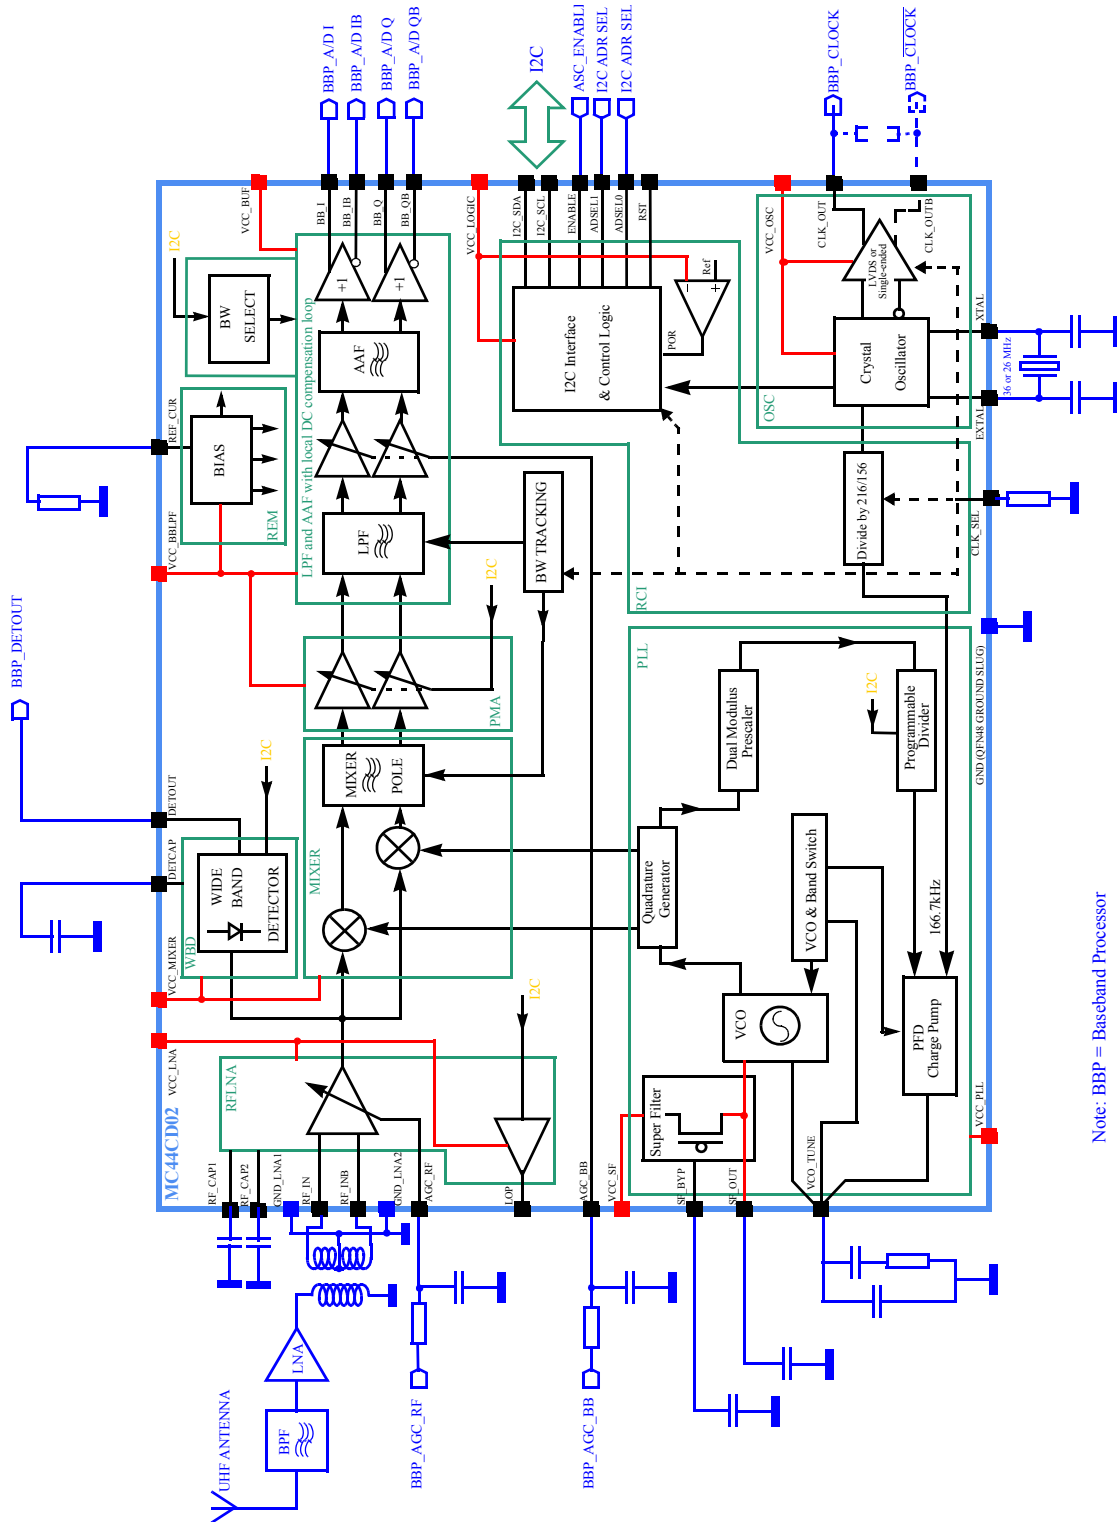 BBP_A/D I
BBP_A/D IB
BBP_A/D Q
BBP_A/D QB
I2C
ASC_ENABL
I2C ADR SEL
I2C ADR SEL
BBP_CLOCK
BBP_CLOCK
VCC_BUF
BB_I
BB_IB
BB_Q
BB_QB
VCC_LOGIC
I2C_SDA
I2C_SCL
ENABLE
ADSEL1
ADSEL0
RST
VCC_OSC
CLK_OUT
CLK_OUTB
I2C
BW
SELECT
+1
+1
AAF
LPF and AAF with local DC compensation loop
Ref
+
−
POR
I2C Interface
& Control Logic
LVDS or
Single-ended
Crystal
Oscillator
OSC
XTAL
36 or 26 MHz
EXTAL
REF_CUR
BIAS
REM
VCC_BBLPF
LPF
BW TRACKING
I2C
Divide by 216/156
CLK_SEL
RCI
BBP_DETOUT
PMA
PLL
Dual Modulus
Prescaler
I2C
Programmable
Divider
GND (QFN48 GROUND SLUG)
DETOUT
I2C
DETCAP
WIDE
BAND
DETECTOR
WBD
MIXER
POLE
MIXER
Quadrature
Generator
VCO & Band Switch
166.7kHz
VCC_MIXER
I2C
VCO
PFD
Charge Pump
VCC_LNA
RFLNA
Super Filter
VCC_PLL
MC44CD02
RF_CAP1
RF_CAP2
GND_LNA1
RF_IN
RF_INB
GND_LNA2
AGC_RF
LOP
AGC_BB
VCC_SF
SF_BYP
SF_OUT
VCO_TUNE
LNA
BPF
UHF ANTENNA
BBP_AGC_RF
BBP_AGC_BB
Note: BBP = Baseband Processor